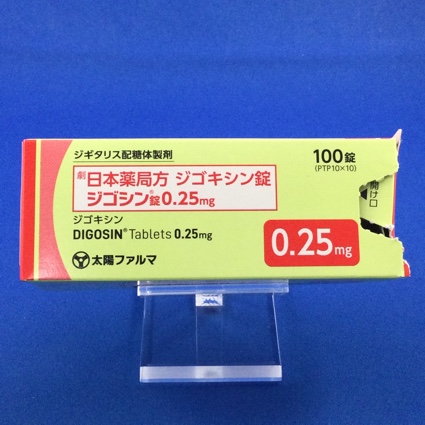 ジギタリス配糖体製剤
100錠
(PTP10×10)
劇 日本薬局方 ジゴキシン錠
ジゴシン®錠0.25mg
ジゴキシン
DIGOSIN® Tablets 0.25mg
太陽ファルマ
0.25mg
開け口